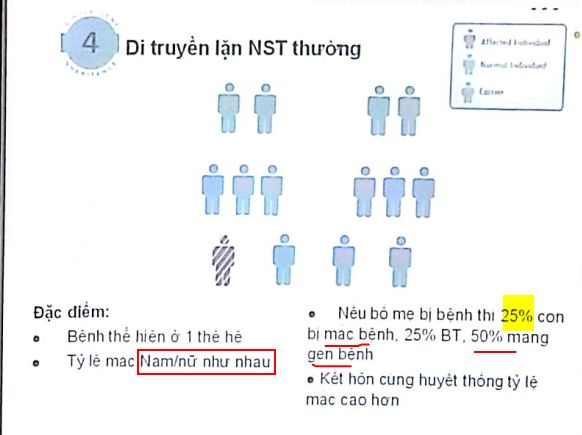 4
Di truyền lặn NST thường
Affected Individual
Normal Individual
Carrier
Đặc điểm:
• Bệnh thể hiện ở 1 thế hệ
• Tỷ lệ mắc Nam/nữ như nhau
• Nếu bố mẹ bị bệnh thì 25% con
bị mắc bệnh, 25% BT, 50% mang
gen bệnh
• Kết hôn cùng huyết thống tỷ lệ
mắc cao hơn